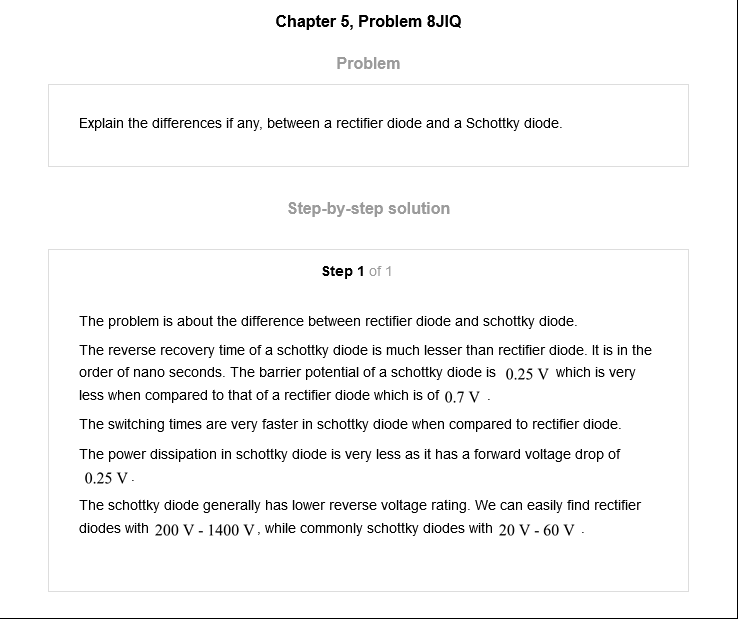 Chapter 5, Problem 8JIQ
Problem
Explain the differences if any, between a rectifier diode and a Schottky diode.
Step-by-step solution
Step 1 of 1
The problem is about the difference between rectifier diode and schottky diode.
The reverse recovery time of a schottky diode is much lesser than rectifier diode. It is in the
order of nano seconds. The barrier potential of a schottky diode is 0.25 V which is very
less when compared to that of a rectifier diode which is of 0.7 V .
The switching times are very faster in schottky diode when compared to rectifier diode.
The power dissipation in schottky diode is very less as it has a forward voltage drop of
0.25 V.
The schottky diode generally has lower reverse voltage rating. We can easily find rectifier
diodes with 200 V - 1400 V, while commonly schottky diodes with 20 V - 60 V .